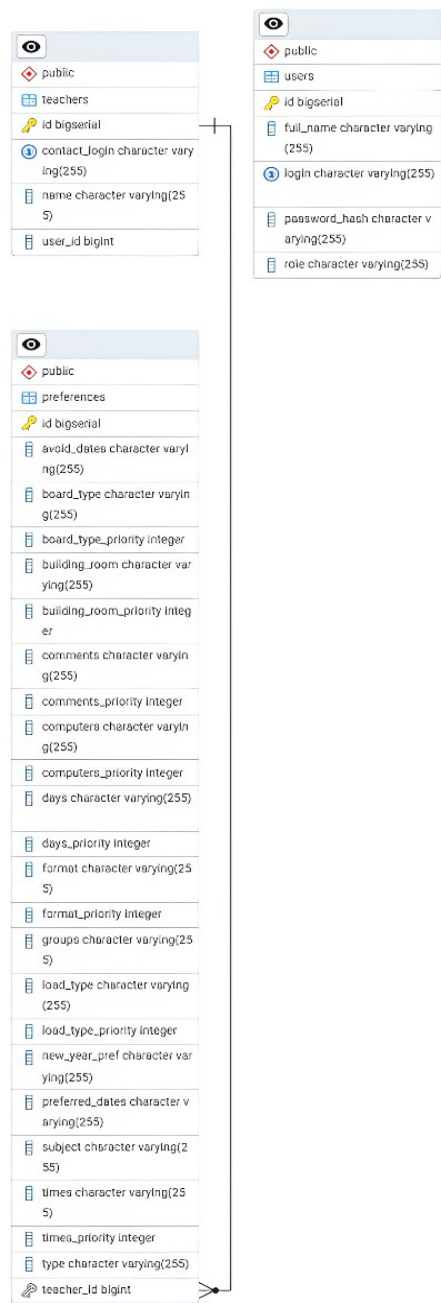 public
teachers
id bigserial
contact_login character vary
ing(255)
name character varying(25
5)
user_id bigint
public
users
id bigserial
full_name character varying
(255)
login character varying(255)
password_hash character v
arying(255)
role character varying(255)
public
preferences
id bigserial
avoid_dates character varyi
ng(255)
board_type character varyin
g(255)
board_type_priority integer
building_room character var
ying(255)
building_room_priority integ
er
comments character varyin
g(255)
comments_priority integer
computers character varyin
g(255)
computers_priority integer
days character varying(255)
days_priority integer
format character varying(25
5)
format_priority integer
groups character varying(25
5)
load_type character varying
(255)
load_type_priority integer
new_year_pref character var
ying(255)
preferred_dates character v
arying(255)
subject character varying(2
55)
times character varying(25
5)
times_priority integer
type character varying(255)
teacher_id bigint